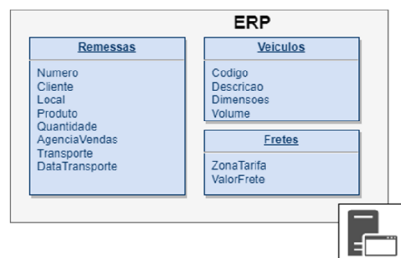 ERP
Remessas
Numero
Cliente
Local
Produto
Quantidade
AgenciaVendas
Transporte
DataTransporte
Veiculos
Codigo
Descricao
Dimensoes
Volume
Fretes
ZonaTarifa
ValorFrete